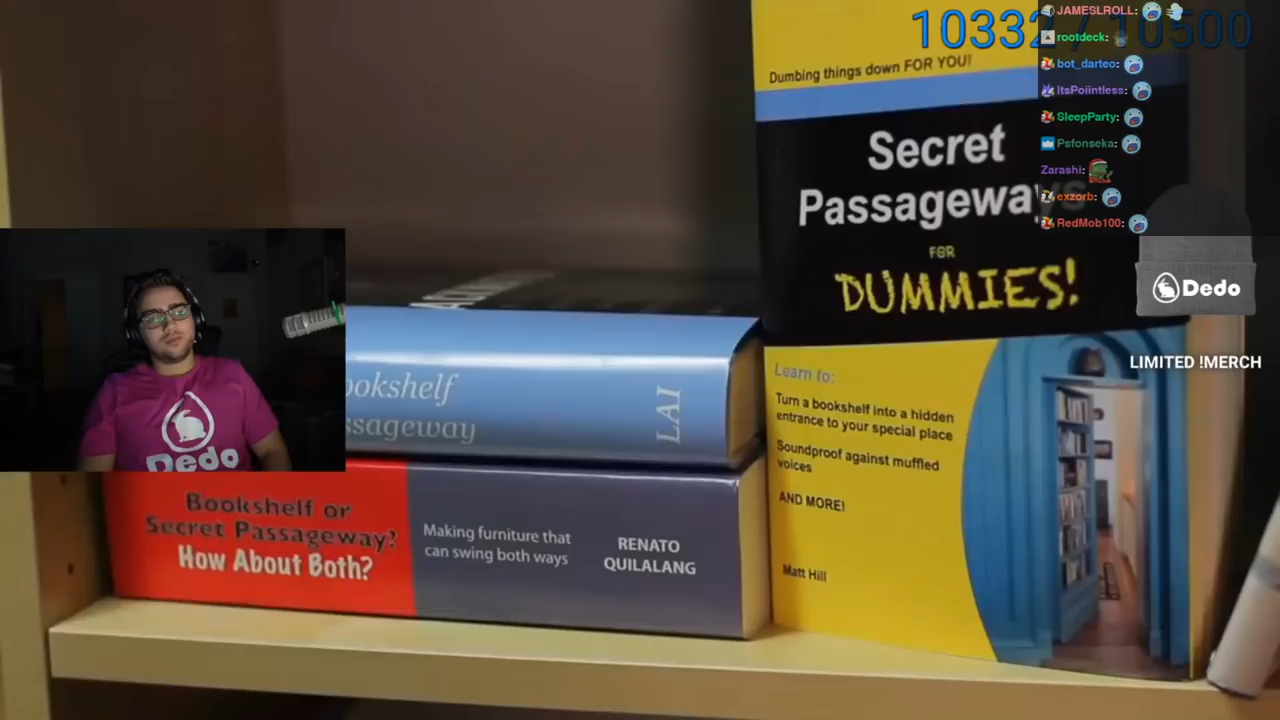 10332 / 10500
JAMESLROLL:
rootdeck:
bot_darteo:
ItsPoiintless:
SleepParty:
Psfonseka:
Zarashi:
exzorb:
RedMob100:
Dedo
LIMITED !MERCH
Dumbing things down FOR YOU!
Secret
Passageways
FOR
DUMMIES!
Learn to:
Turn a bookshelf into a hidden
entrance to your special place
Soundproof against muffled
voices
AND MORE!
Matt Hill
ookshelf
ssageway
LAI
Bookshelf or
Secret Passageway?
How About Both?
Making furniture that
can swing both ways
RENATO
QUILALANG
Dedo